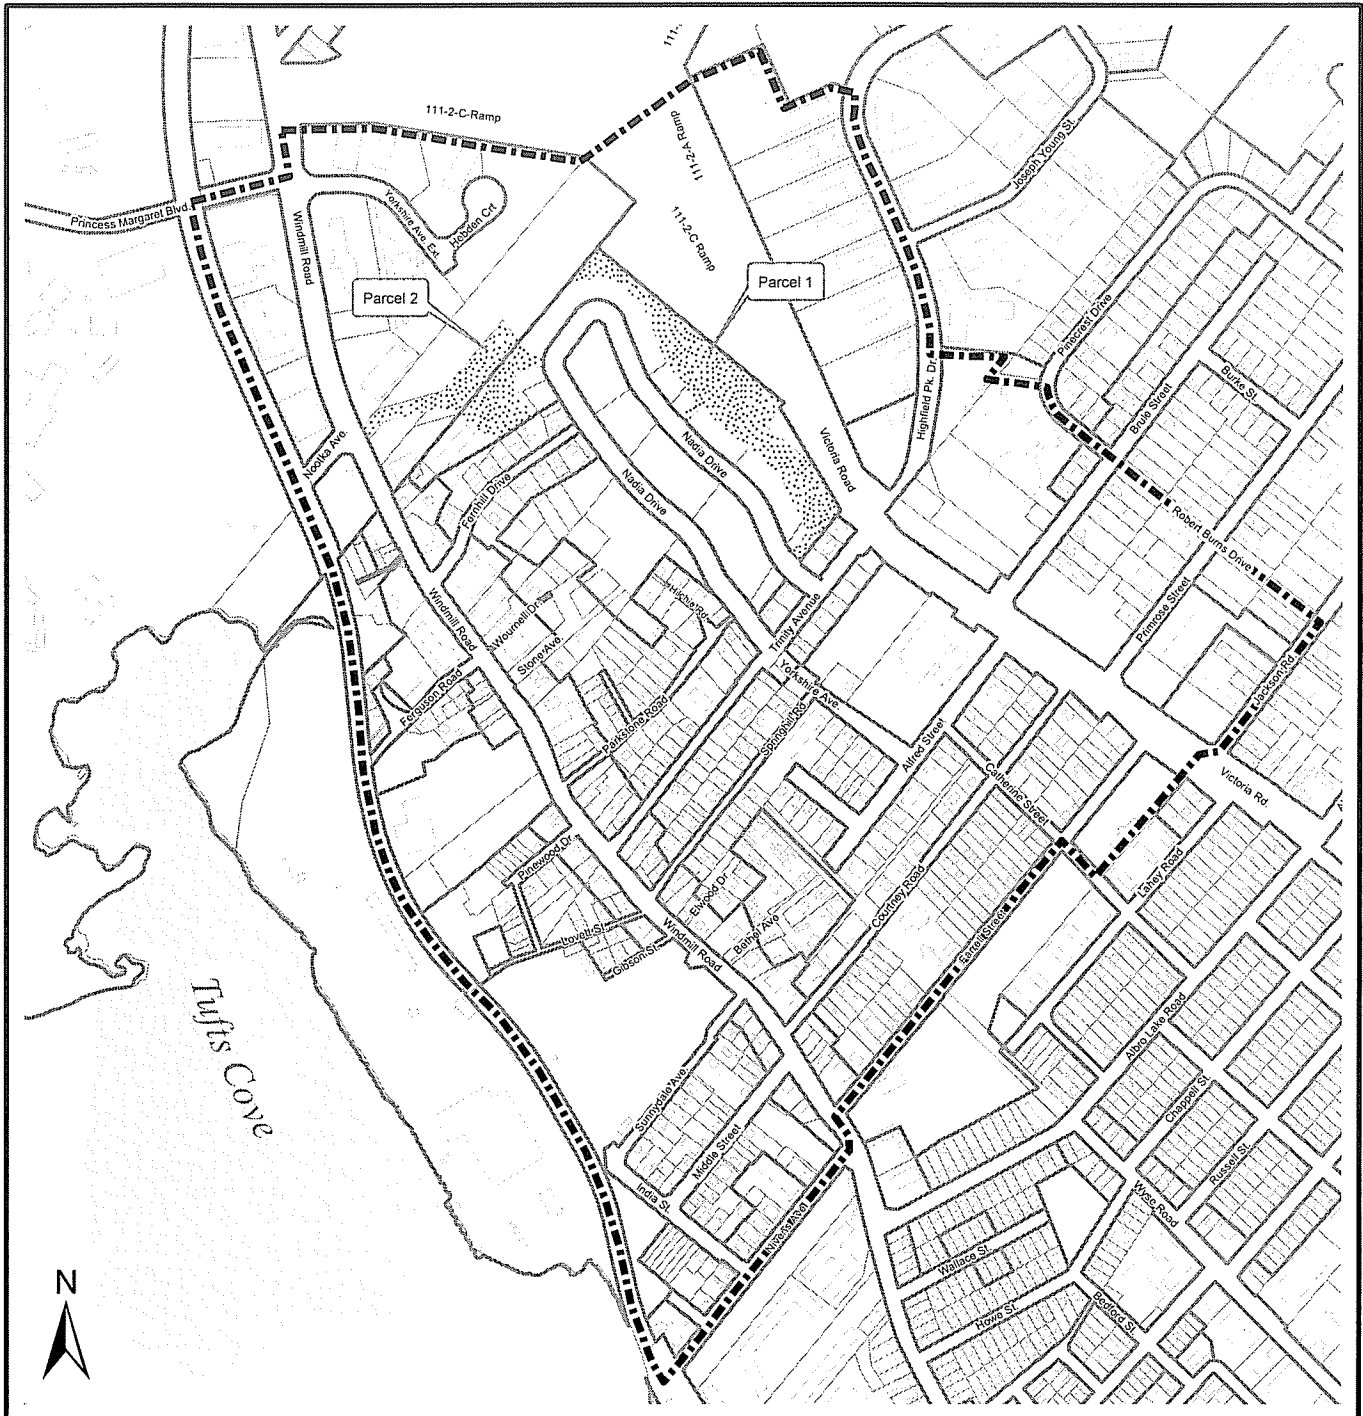 111-
111-2-C-Ramp
111-2-A Ramp
Joseph Young St.
Princess Margaret Blvd.
Windmill Road
Yorkshire Ave Ext
Hebden Crt
111-2-C Ramp
Parcel 2
Parcel 1
Pinecrest Drive
Highfield Pk. Dr.
Burke St.
Brule Street
Nootka Ave.
Nadia Drive
Nadia Drive
Victoria Road
Fernhill Drive
Robert Burns Drive
Primrose Street
Windmill Road
Wournell Dr.
Stone Ave.
Trinity Avenue
Ferguson Road
Yorkshire Ave.
Jackson Rd.
Parkstone Road
Springhill Rd
Alfred Street
Catherine Street
Victoria Rd.
Pinewood Dr.
Lahey Road
Elwood Dr
Courtney Road
Lovett St.
Gibson St.
Windmill Road
Bethel Ave
Farrell Street
Tufts Cove
Albro Lake Road
Sunnydale Ave.
Middle Street
Chappell St.
Russell St.
India St.
Wyse Road
Niven's Ave
Wallace St.
Howe St.
Bedford St.
N